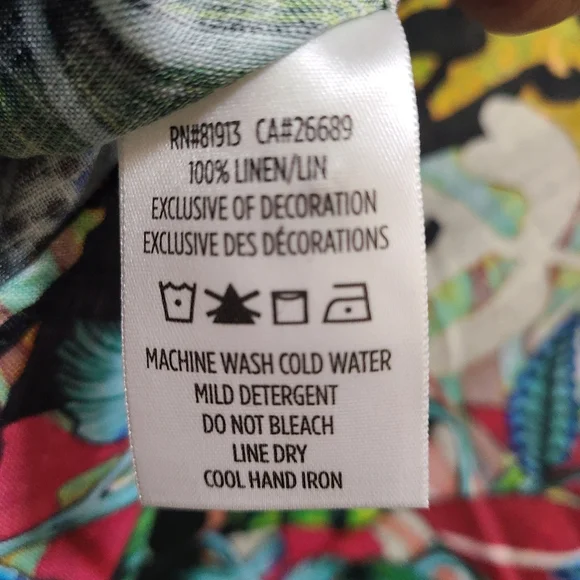 RN#81913 CA#26689
100% LINEN/LIN
EXCLUSIVE OF DECORATION
EXCLUSIVE DES DÉCORATIONS
MACHINE WASH COLD WATER
MILD DETERGENT
DO NOT BLEACH
LINE DRY
COOL HAND IRON